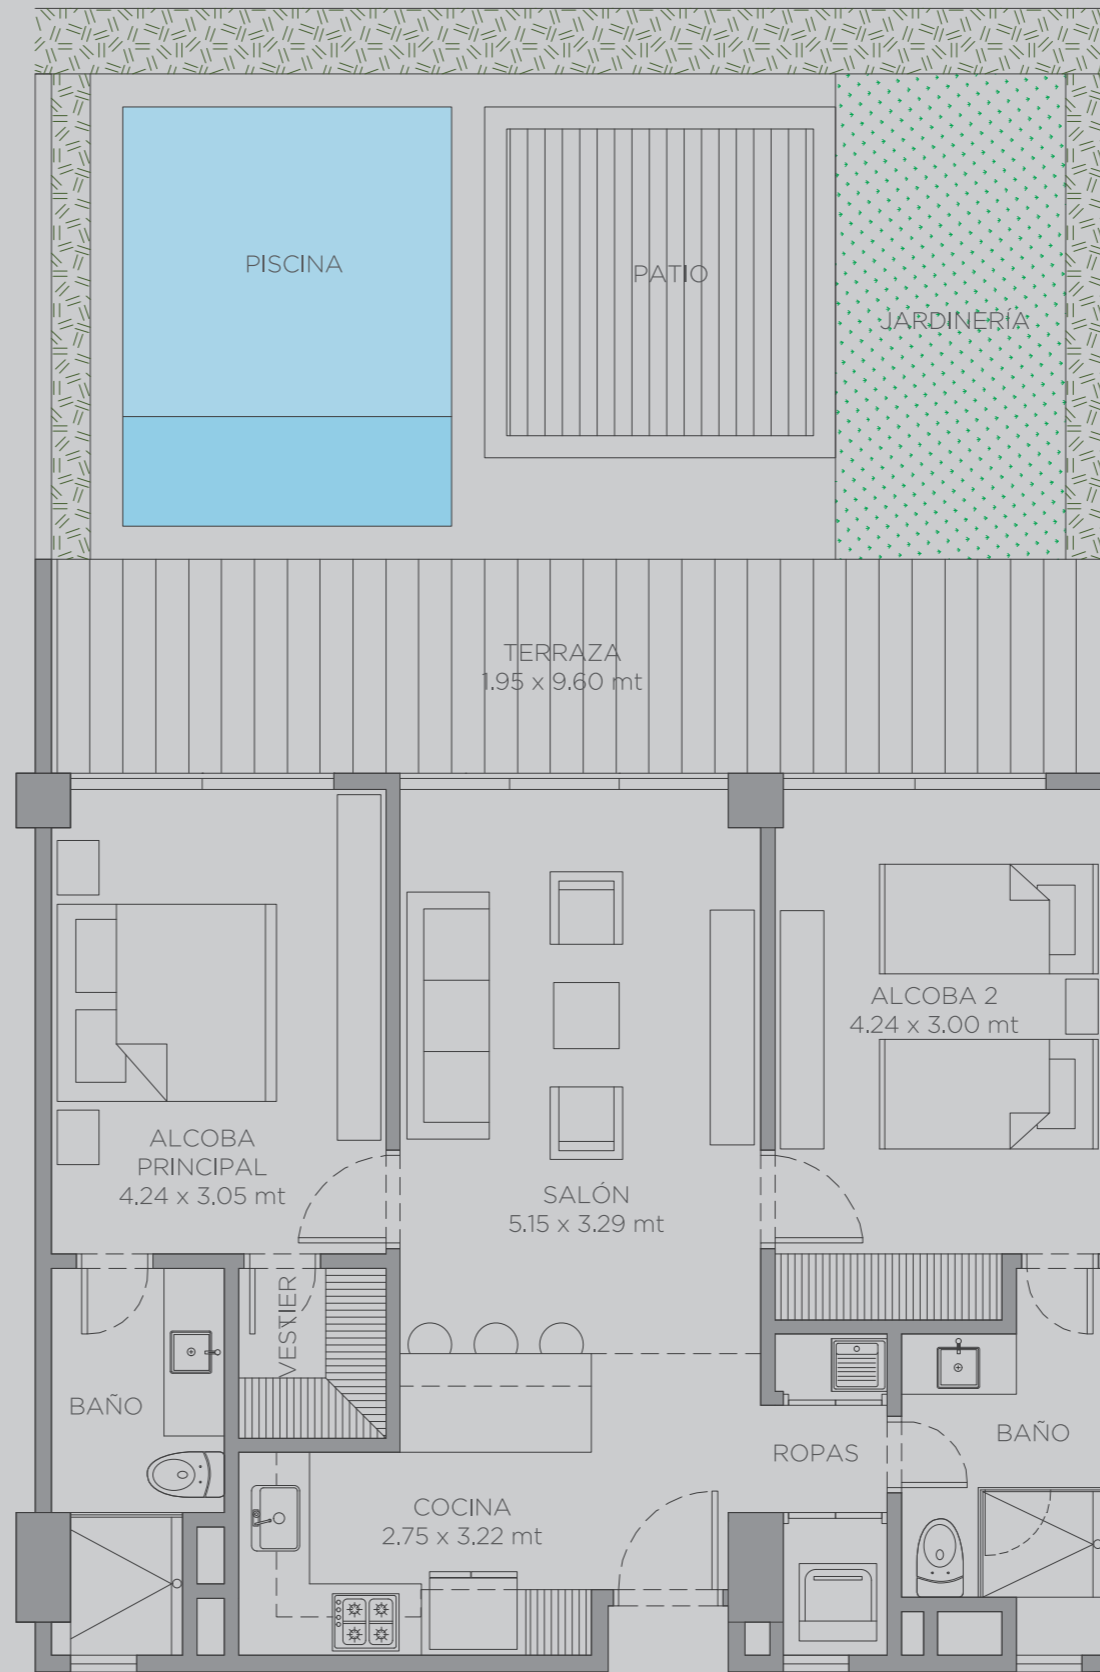 PISCINA
PATIO
JARDINERÍA
TERRAZA
1.95 x 9.60 mt
ALCOBA 2
4.24 x 3.00 mt
ALCOBA
PRINCIPAL
4.24 x 3.05 mt
SALÓN
5.15 x 3.29 mt
VESTIER
BAÑO
ROPAS
BAÑO
COCINA
2.75 x 3.22 mt